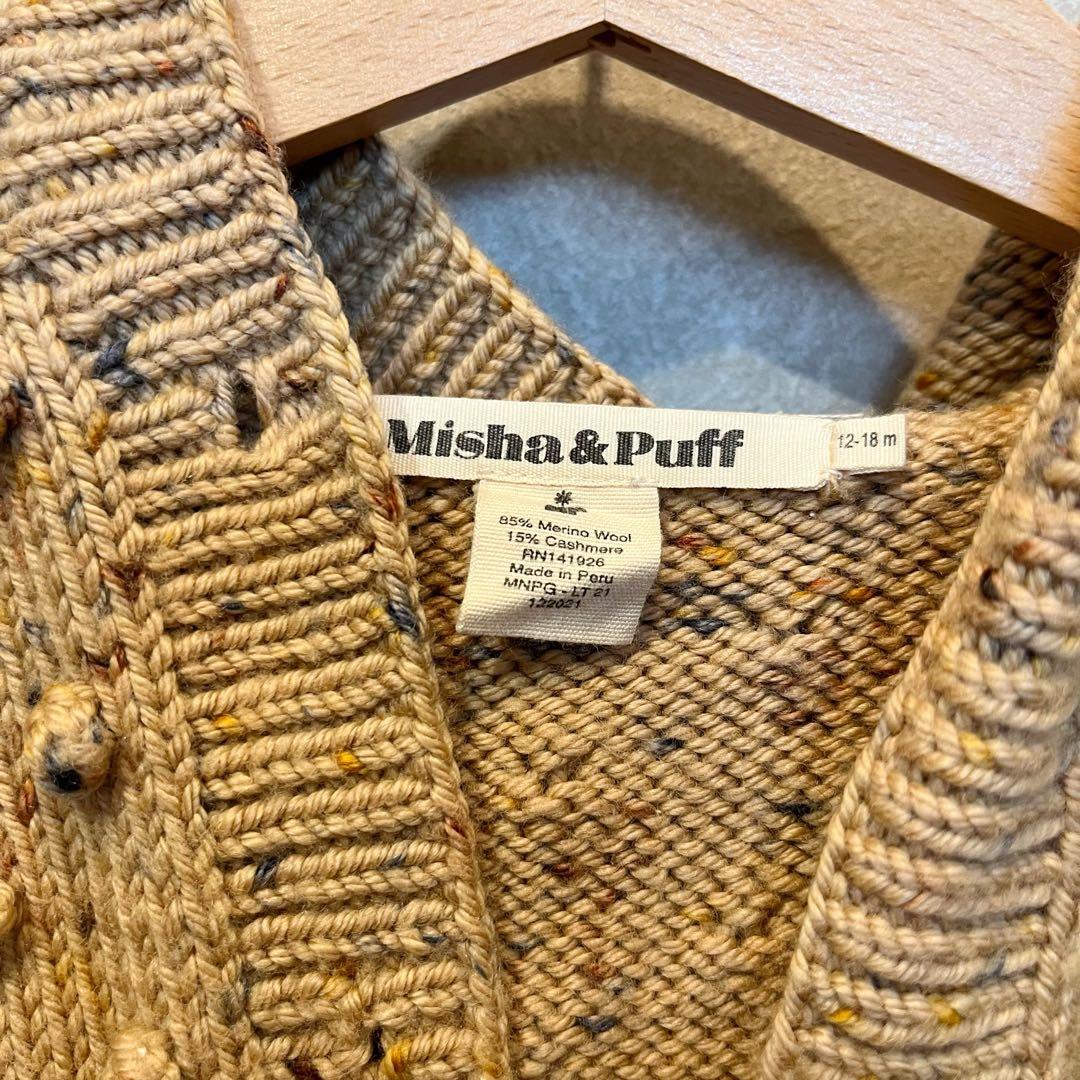 Misha&Puff
12-18 m
85% Merino Wool
15% Cashmere
RN141926
Made in Peru
MNPG - LT 21
122021